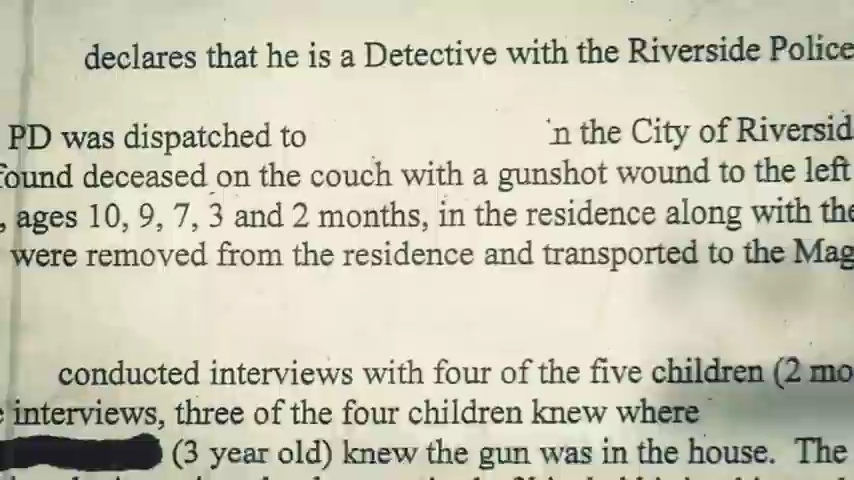 declares that he is a Detective with the Riverside Police
PD was dispatched to 'n the City of Riversid
ound deceased on the couch with a gunshot wound to the left
, ages 10, 9, 7, 3 and 2 months, in the residence along with the
were removed from the residence and transported to the Mag
conducted interviews with four of the five children (2 mo
interviews, three of the four children knew where
(3 year old) knew the gun was in the house. The